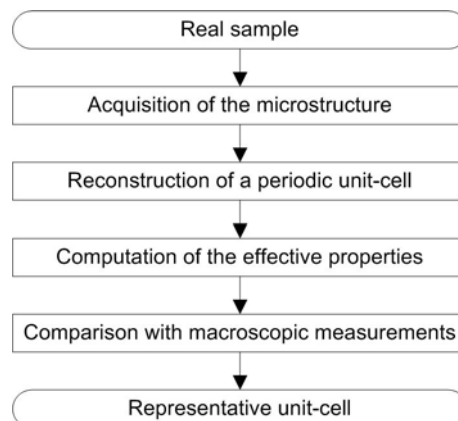 Real sample
Acquisition of the microstructure
Reconstruction of a periodic unit-cell
Computation of the effective properties
Comparison with macroscopic measurements
Representative unit-cell